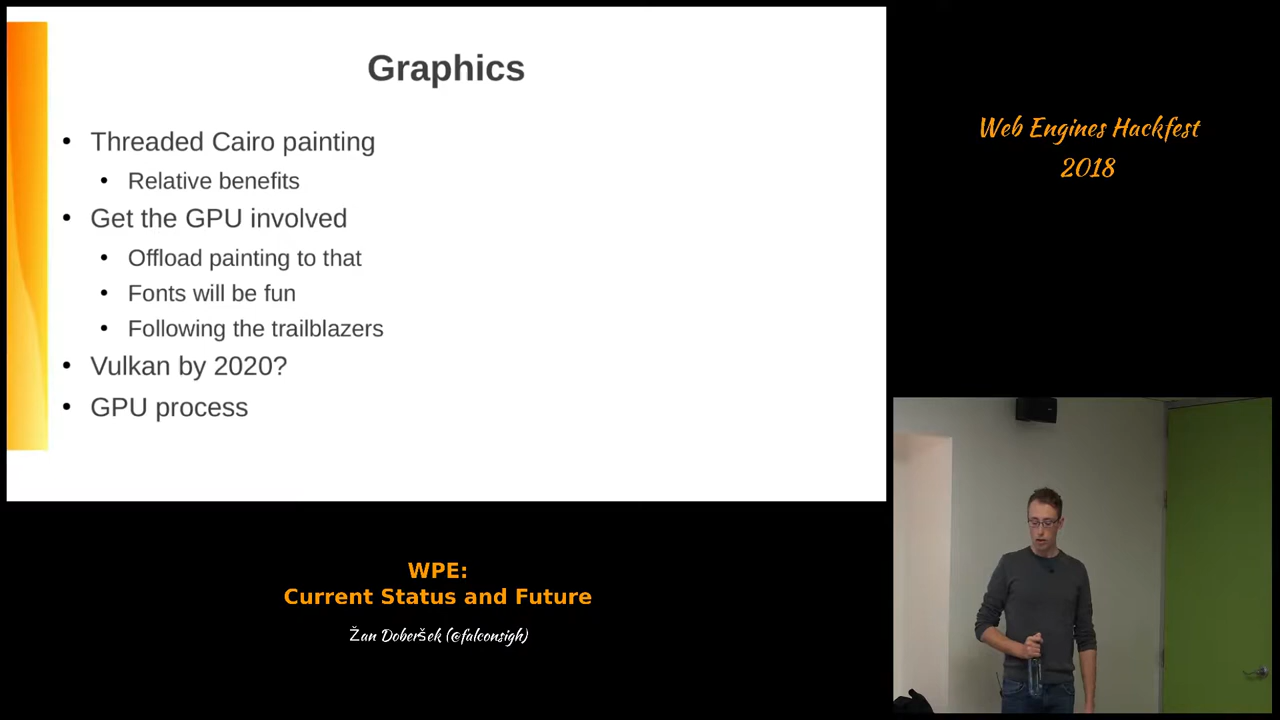 Graphics
• Threaded Cairo painting
• Relative benefits
• Get the GPU involved
• Offload painting to that
• Fonts will be fun
• Following the trailblazers
• Vulkan by 2020?
• GPU process
Web Engines Hackfest
2018
WPE:
Current Status and Future
Žan Doberšek (@falconsigh)